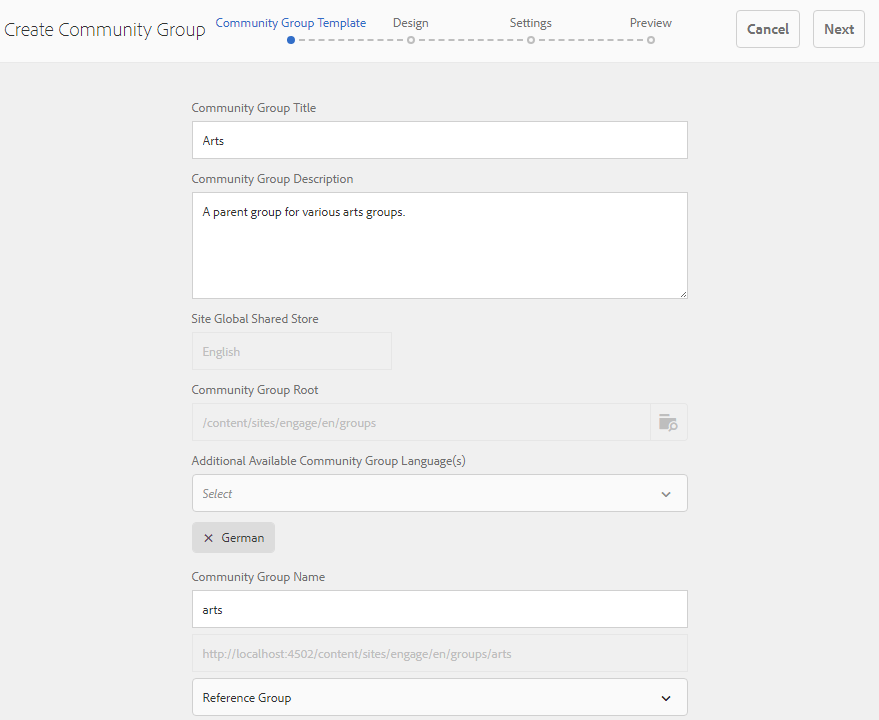 Create Community Group
Community Group Template
Design
Settings
Preview
Cancel
Next
Community Group Title
Arts
Community Group Description
A parent group for various arts groups.
Site Global Shared Store
English
Community Group Root
/content/sites/engage/en/groups
Additional Available Community Group Language(s)
Select
German
Community Group Name
arts
http://localhost:4502/content/sites/engage/en/groups/arts
Reference Group